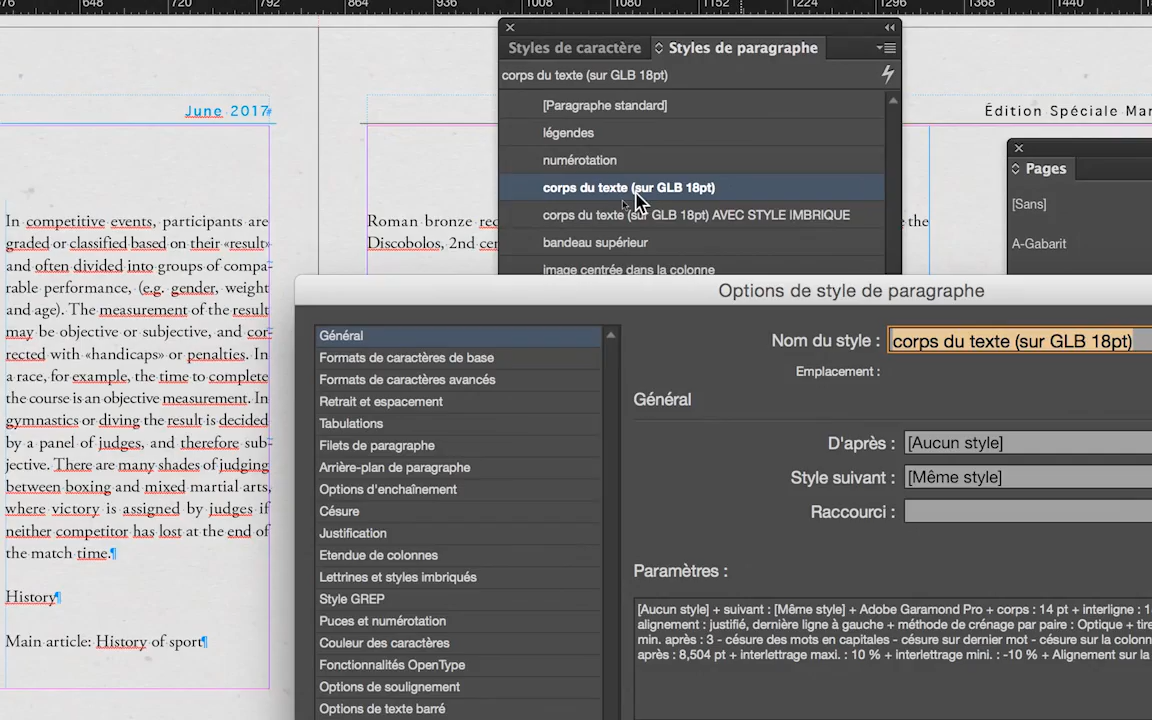 576 648 720 792 864 936 1008 1080 1152 1224 1296 1368 1440
Styles de caractère
Styles de paragraphe
corps du texte (sur GLB 18pt)
[Paragraphe standard]
légendes
numérotation
corps du texte (sur GLB 18pt)
corps du texte (sur GLB 18pt) AVEC STYLE IMBRIQUE
bandeau supérieur
image centrée dans la colonne
June 2017
Édition Spéciale Mar
Pages
[Sans]
A-Gabarit
In competitive events, participants are
graded or classified based on their «result»
and often divided into groups of compa-
rable performance, (e.g. gender, weight
and age). The measurement of the result
may be objective or subjective, and cor-
rected with «handicaps» or penalties. In
a race, for example, the time to complete
the course is an objective measurement. In
gymnastics or diving the result is decided
by a panel of judges, and therefore sub-
jective. There are many shades of judging
between boxing and mixed martial arts,
where victory is assigned by judges if
neither competitor has lost at the end of
the match time.¶
History¶
Main article: History of sport¶
Roman bronze rec
the
Discobolos, 2nd cen
Options de style de paragraphe
Général
Formats de caractères de base
Formats de caractères avancés
Retrait et espacement
Tabulations
Filets de paragraphe
Arrière-plan de paragraphe
Options d'enchaînement
Césure
Justification
Etendue de colonnes
Lettrines et styles imbriqués
Style GREP
Puces et numérotation
Couleur des caractères
Fonctionnalités OpenType
Options de soulignement
Options de texte barré
Nom du style : corps du texte (sur GLB 18pt)
Emplacement :
Général
D'après : [Aucun style]
Style suivant : [Même style]
Raccourci :
Paramètres :
[Aucun style] + suivant : [Même style] + Adobe Garamond Pro + corps : 14 pt + interligne : 1
alignement : justifié, dernière ligne à gauche + méthode de crénage par paire : Optique + tire
min. après : 3 - césure des mots en capitales - césure sur dernier mot - césure sur la colonn
après : 8,504 pt + interlettrage maxi. : 10 % + interlettrage mini. : -10 % + Alignement sur la